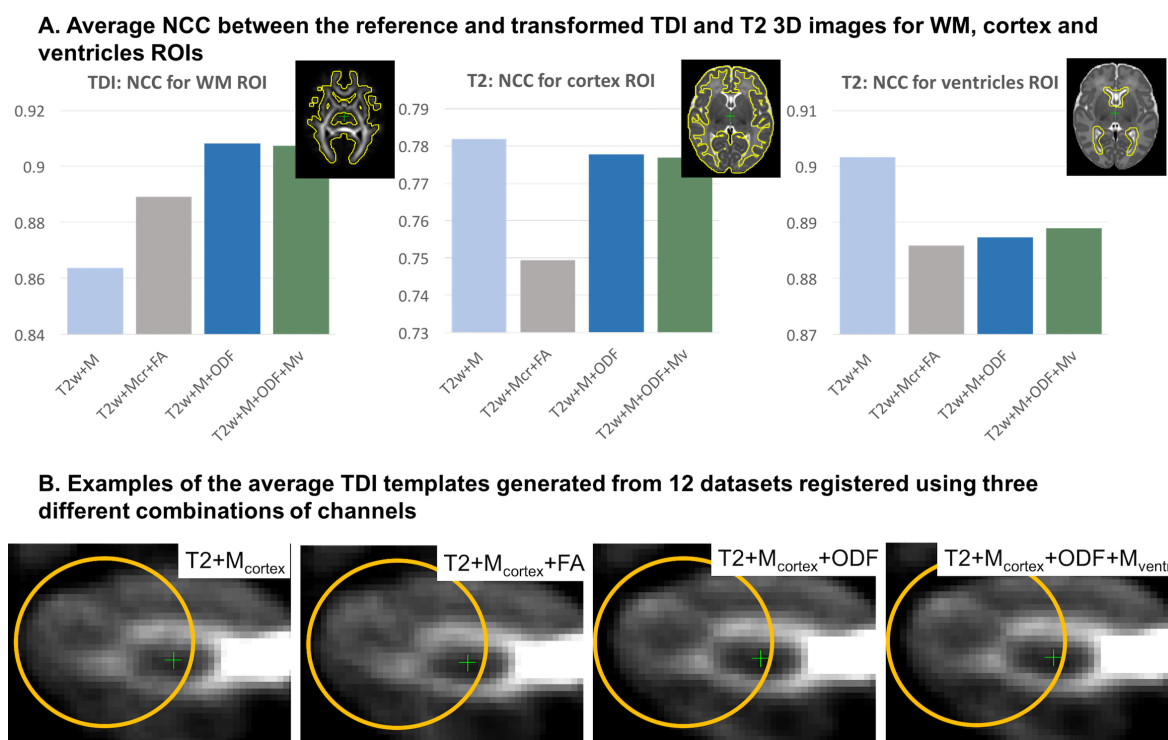 A. Average NCC between the reference and transformed TDI and T2 3D images for WM, cortex and
ventricles ROIs
TDI: NCC for WM ROI
0.92
0.9
0.88
0.86
0.84
T2w+M
T2w+Mcr+FA
T2w+M+ODF
T2w+M+ODF+Mv
T2: NCC for cortex ROI
0.79
0.78
0.77
0.76
0.75
0.74
0.73
T2w+M
T2w+Mcr+FA
T2w+M+ODF
T2w+M+ODF+Mv
T2: NCC for ventricles ROI
0.91
0.9
0.89
0.88
0.87
T2w+M
T2w+Mcr+FA
T2w+M+ODF
T2w+M+ODF+Mv
B. Examples of the average TDI templates generated from 12 datasets registered using three
different combinations of channels
T2+Mcortex
T2+Mcortex+FA
T2+Mcortex+ODF
T2+Mcortex+ODF+Mventr